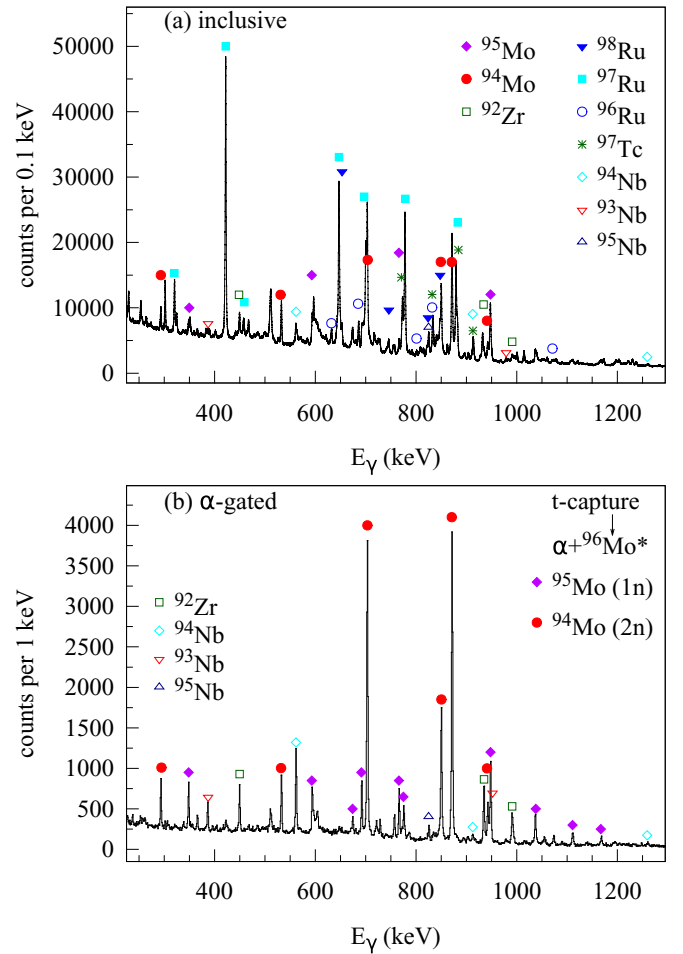 (a) inclusive
counts per 0.1 keV
50000
40000
30000
20000
10000
0
⁹⁵Mo
⁹⁴Mo
⁹²Zr
⁹⁸Ru
⁹⁷Ru
⁹⁶Ru
⁹⁷Tc
⁹⁴Nb
⁹³Nb
⁹⁵Nb
400 600 800 1000 1200
Eγ (keV)
(b) α-gated
counts per 1 keV
4000
3500
3000
2500
2000
1500
1000
500
0
t-capture
α+⁹⁶Mo*
⁹⁵Mo (1n)
⁹⁴Mo (2n)
⁹²Zr
⁹⁴Nb
⁹³Nb
⁹⁵Nb
400 600 800 1000 1200
Eγ (keV)